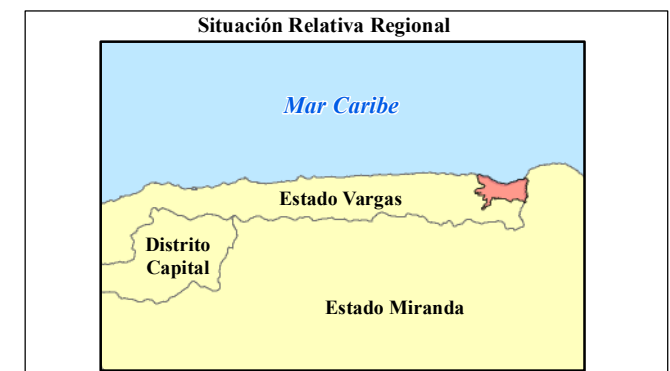 Situación Relativa Regional
Mar Caribe
Estado Vargas
Distrito
Capital
Estado Miranda